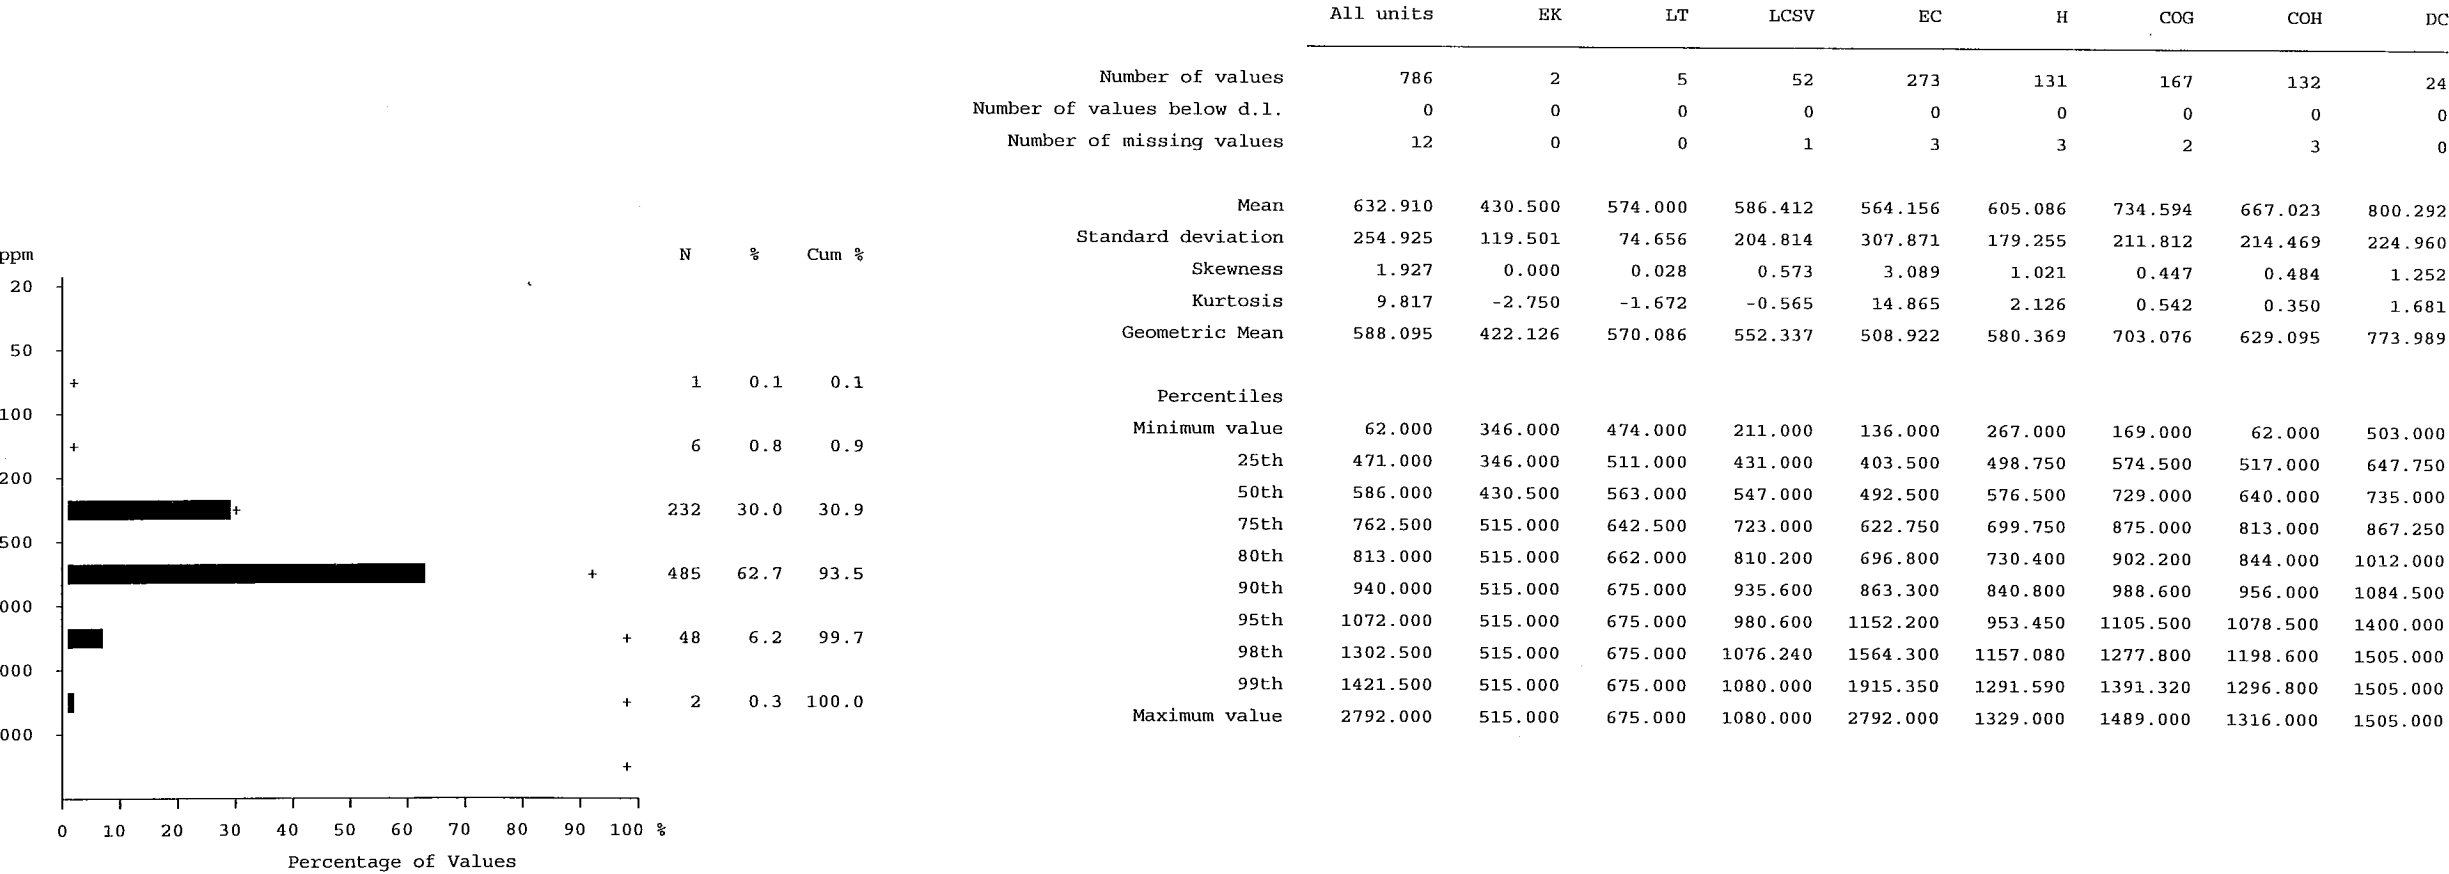 All units EK LT LCSV EC H COG COH DC
Number of values 786 2 5 52 273 131 167 132 24
Number of values below d.l. 0 0 0 0 0 0 0 0 0
Number of missing values 12 0 0 1 3 3 2 3 0
Mean 632.910 430.500 574.000 586.412 564.156 605.086 734.594 667.023 800.292
Standard deviation 254.925 119.501 74.656 204.814 307.871 179.255 211.812 214.469 224.960
Skewness 1.927 0.000 0.028 0.573 3.089 1.021 0.447 0.484 1.252
Kurtosis 9.817 -2.750 -1.672 -0.565 14.865 2.126 0.542 0.350 1.681
Geometric Mean 588.095 422.126 570.086 552.337 508.922 580.369 703.076 629.095 773.989
Percentiles
Minimum value 62.000 346.000 474.000 211.000 136.000 267.000 169.000 62.000 503.000
25th 471.000 346.000 511.000 431.000 403.500 498.750 574.500 517.000 647.750
50th 586.000 430.500 563.000 547.000 492.500 576.500 729.000 640.000 735.000
75th 762.500 515.000 642.500 723.000 622.750 699.750 875.000 813.000 867.250
80th 813.000 515.000 662.000 810.200 696.800 730.400 902.200 844.000 1012.000
90th 940.000 515.000 675.000 935.600 863.300 840.800 988.600 956.000 1084.500
95th 1072.000 515.000 675.000 980.600 1152.200 953.450 1105.500 1078.500 1400.000
98th 1302.500 515.000 675.000 1076.240 1564.300 1157.080 1277.800 1198.600 1505.000
99th 1421.500 515.000 675.000 1080.000 1915.350 1291.590 1391.320 1296.800 1505.000
Maximum value 2792.000 515.000 675.000 1080.000 2792.000 1329.000 1489.000 1316.000 1505.000
ppm N % Cum %
20
50
+ 1 0.1 0.1
100
+ 6 0.8 0.9
200
+ 232 30.0 30.9
500
+ 485 62.7 93.5
000
+ 48 6.2 99.7
000
+ 2 0.3 100.0
000
+
0 10 20 30 40 50 60 70 80 90 100 %
Percentage of Values